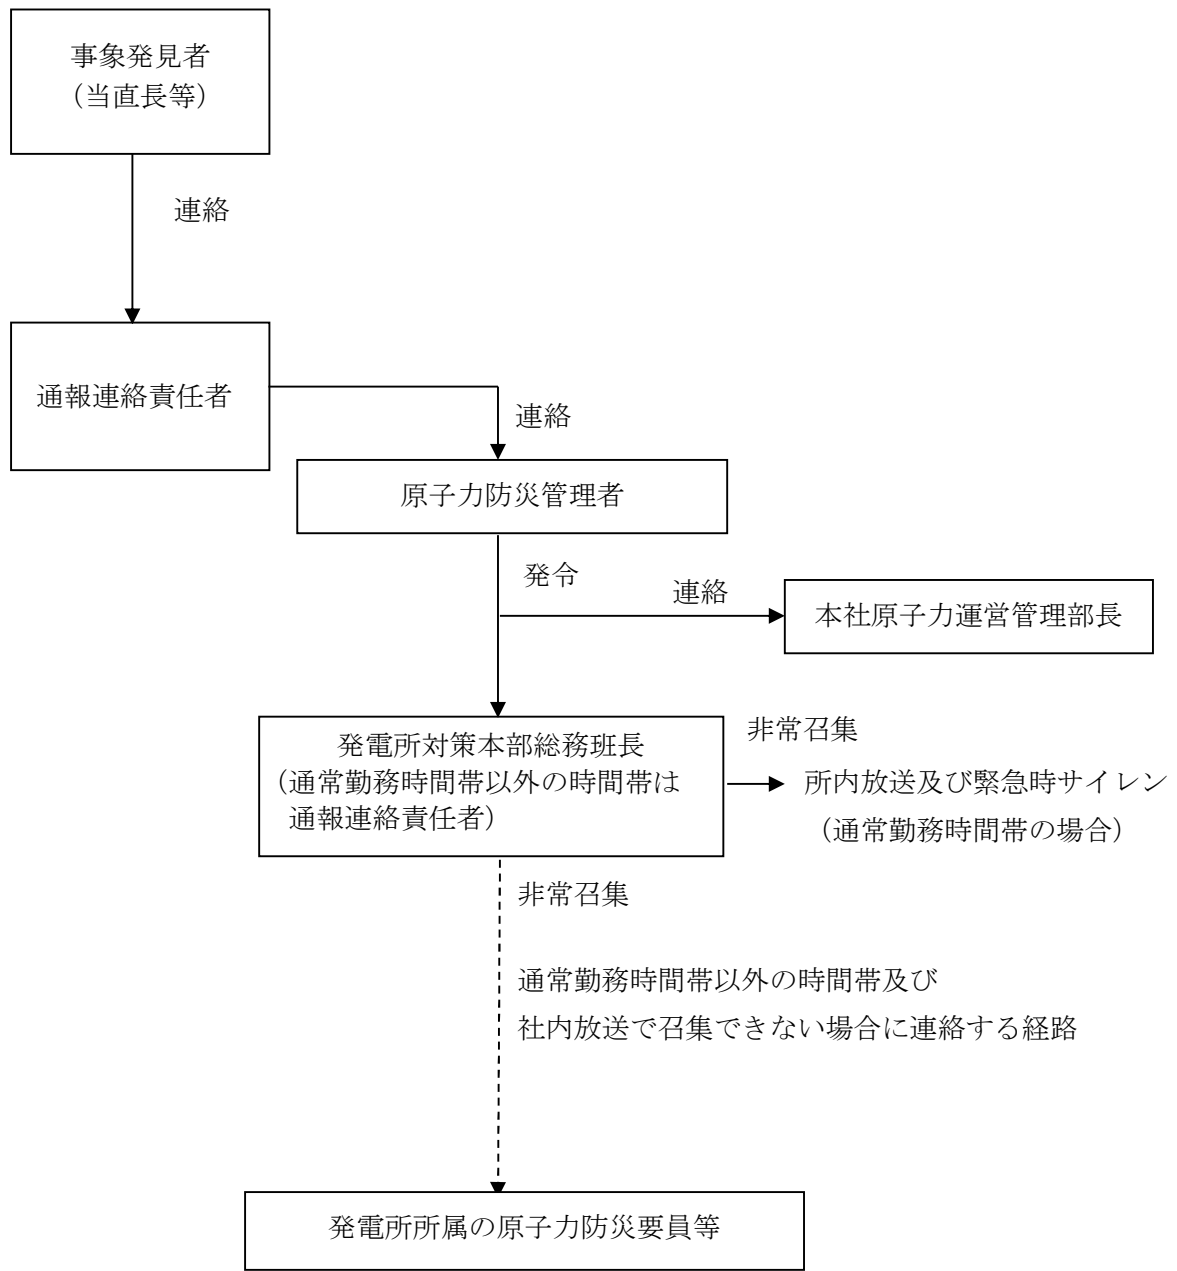 事象発見者
（当直長等）
連絡
通報連絡責任者
連絡
原子力防災管理者
発令
連絡
本社原子力運営管理部長
発電所対策本部総務班長
（通常勤務時間帯以外の時間帯は
通報連絡責任者）
非常召集
所内放送及び緊急時サイレン
（通常勤務時間帯の場合）
非常召集
通常勤務時間帯以外の時間帯及び
社内放送で召集できない場合に連絡する経路
発電所所属の原子力防災要員等